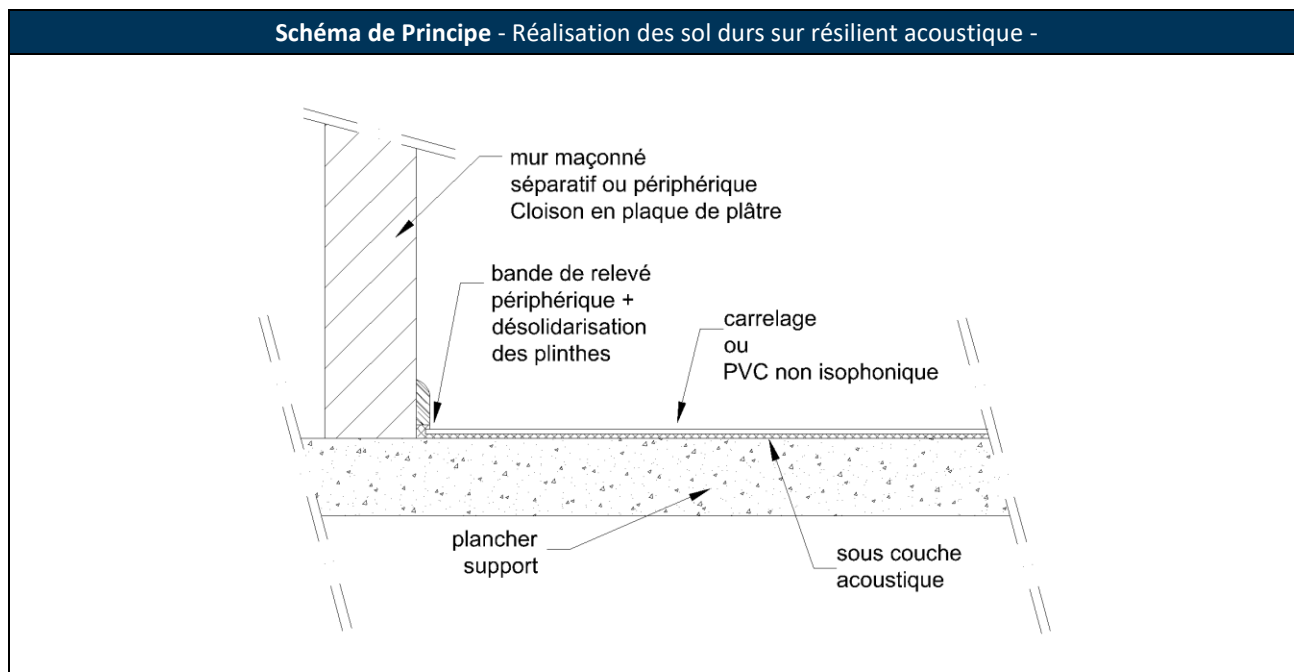 Schéma de Principe - Réalisation des sol durs sur résilient acoustique -
mur maçonné
séparatif ou périphérique
Cloison en plaque de plâtre
bande de relevé
périphérique +
désolidarisation
des plinthes
carrelage
ou
PVC non isophonique
plancher
support
sous couche
acoustique